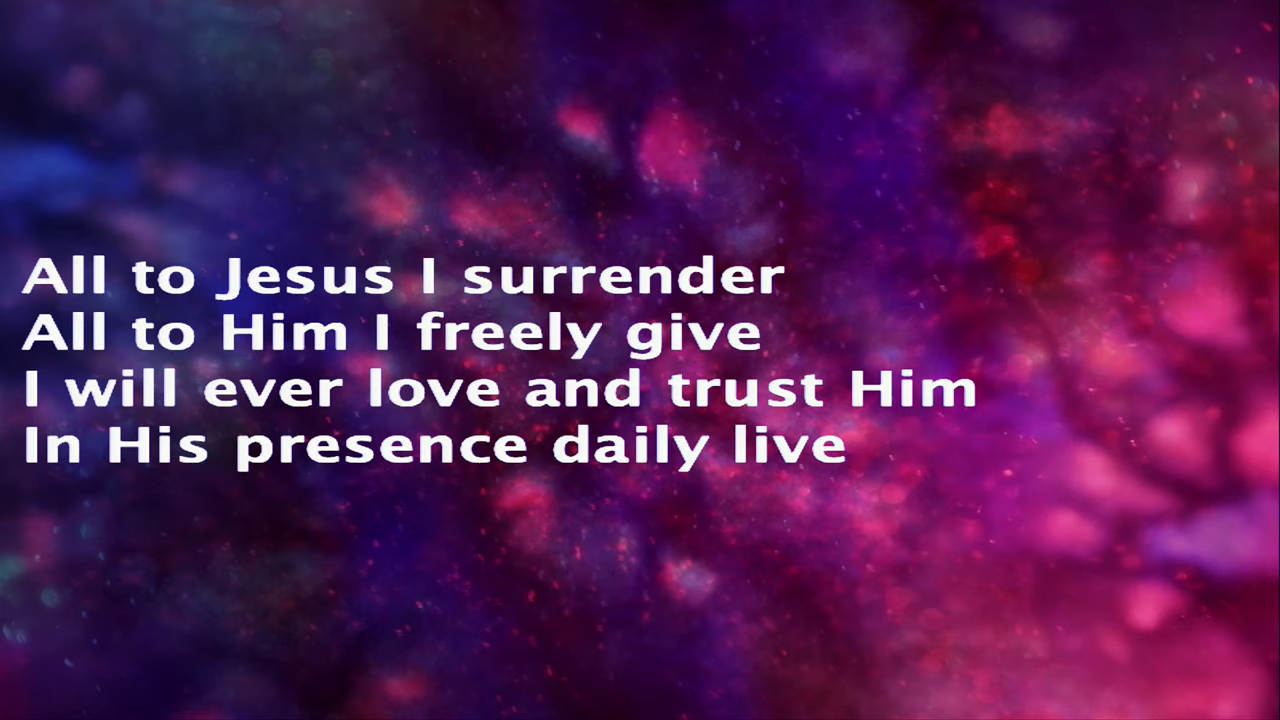 All to Jesus I surrender
All to Him I freely give
I will ever love and trust Him
In His presence daily live